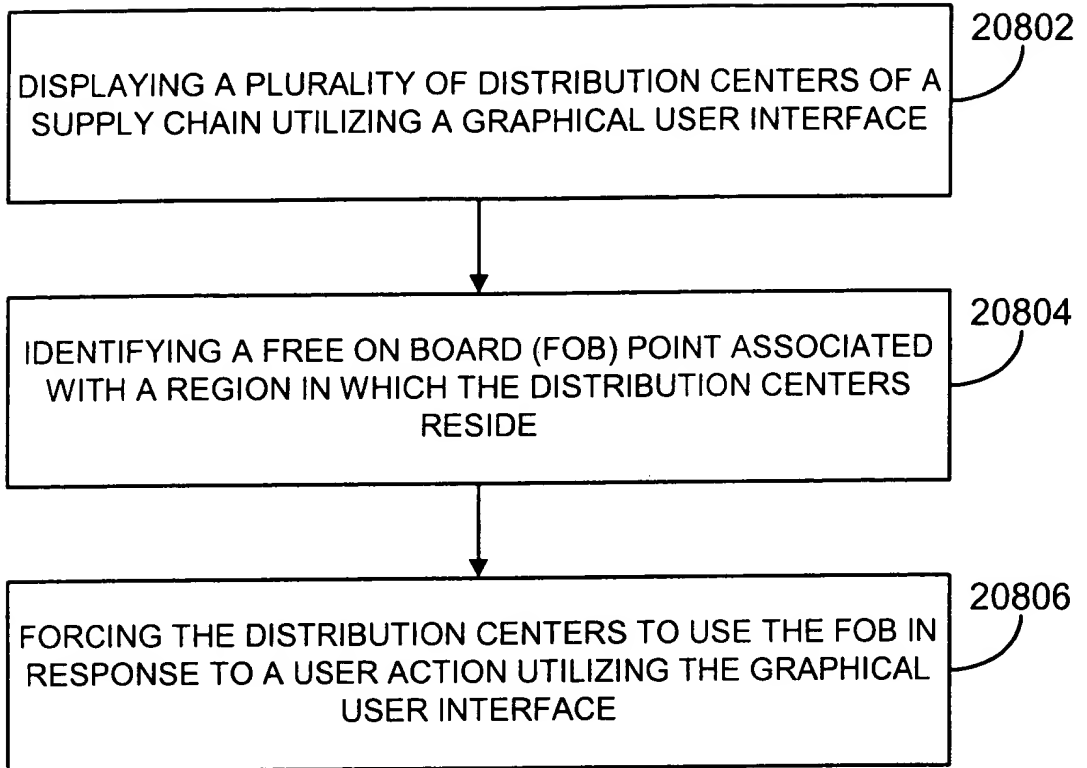 20802
DISPLAYING A PLURALITY OF DISTRIBUTION CENTERS OF A
SUPPLY CHAIN UTILIZING A GRAPHICAL USER INTERFACE
20804
IDENTIFYING A FREE ON BOARD (FOB) POINT ASSOCIATED
WITH A REGION IN WHICH THE DISTRIBUTION CENTERS
RESIDE
20806
FORCING THE DISTRIBUTION CENTERS TO USE THE FOB IN
RESPONSE TO A USER ACTION UTILIZING THE GRAPHICAL
USER INTERFACE